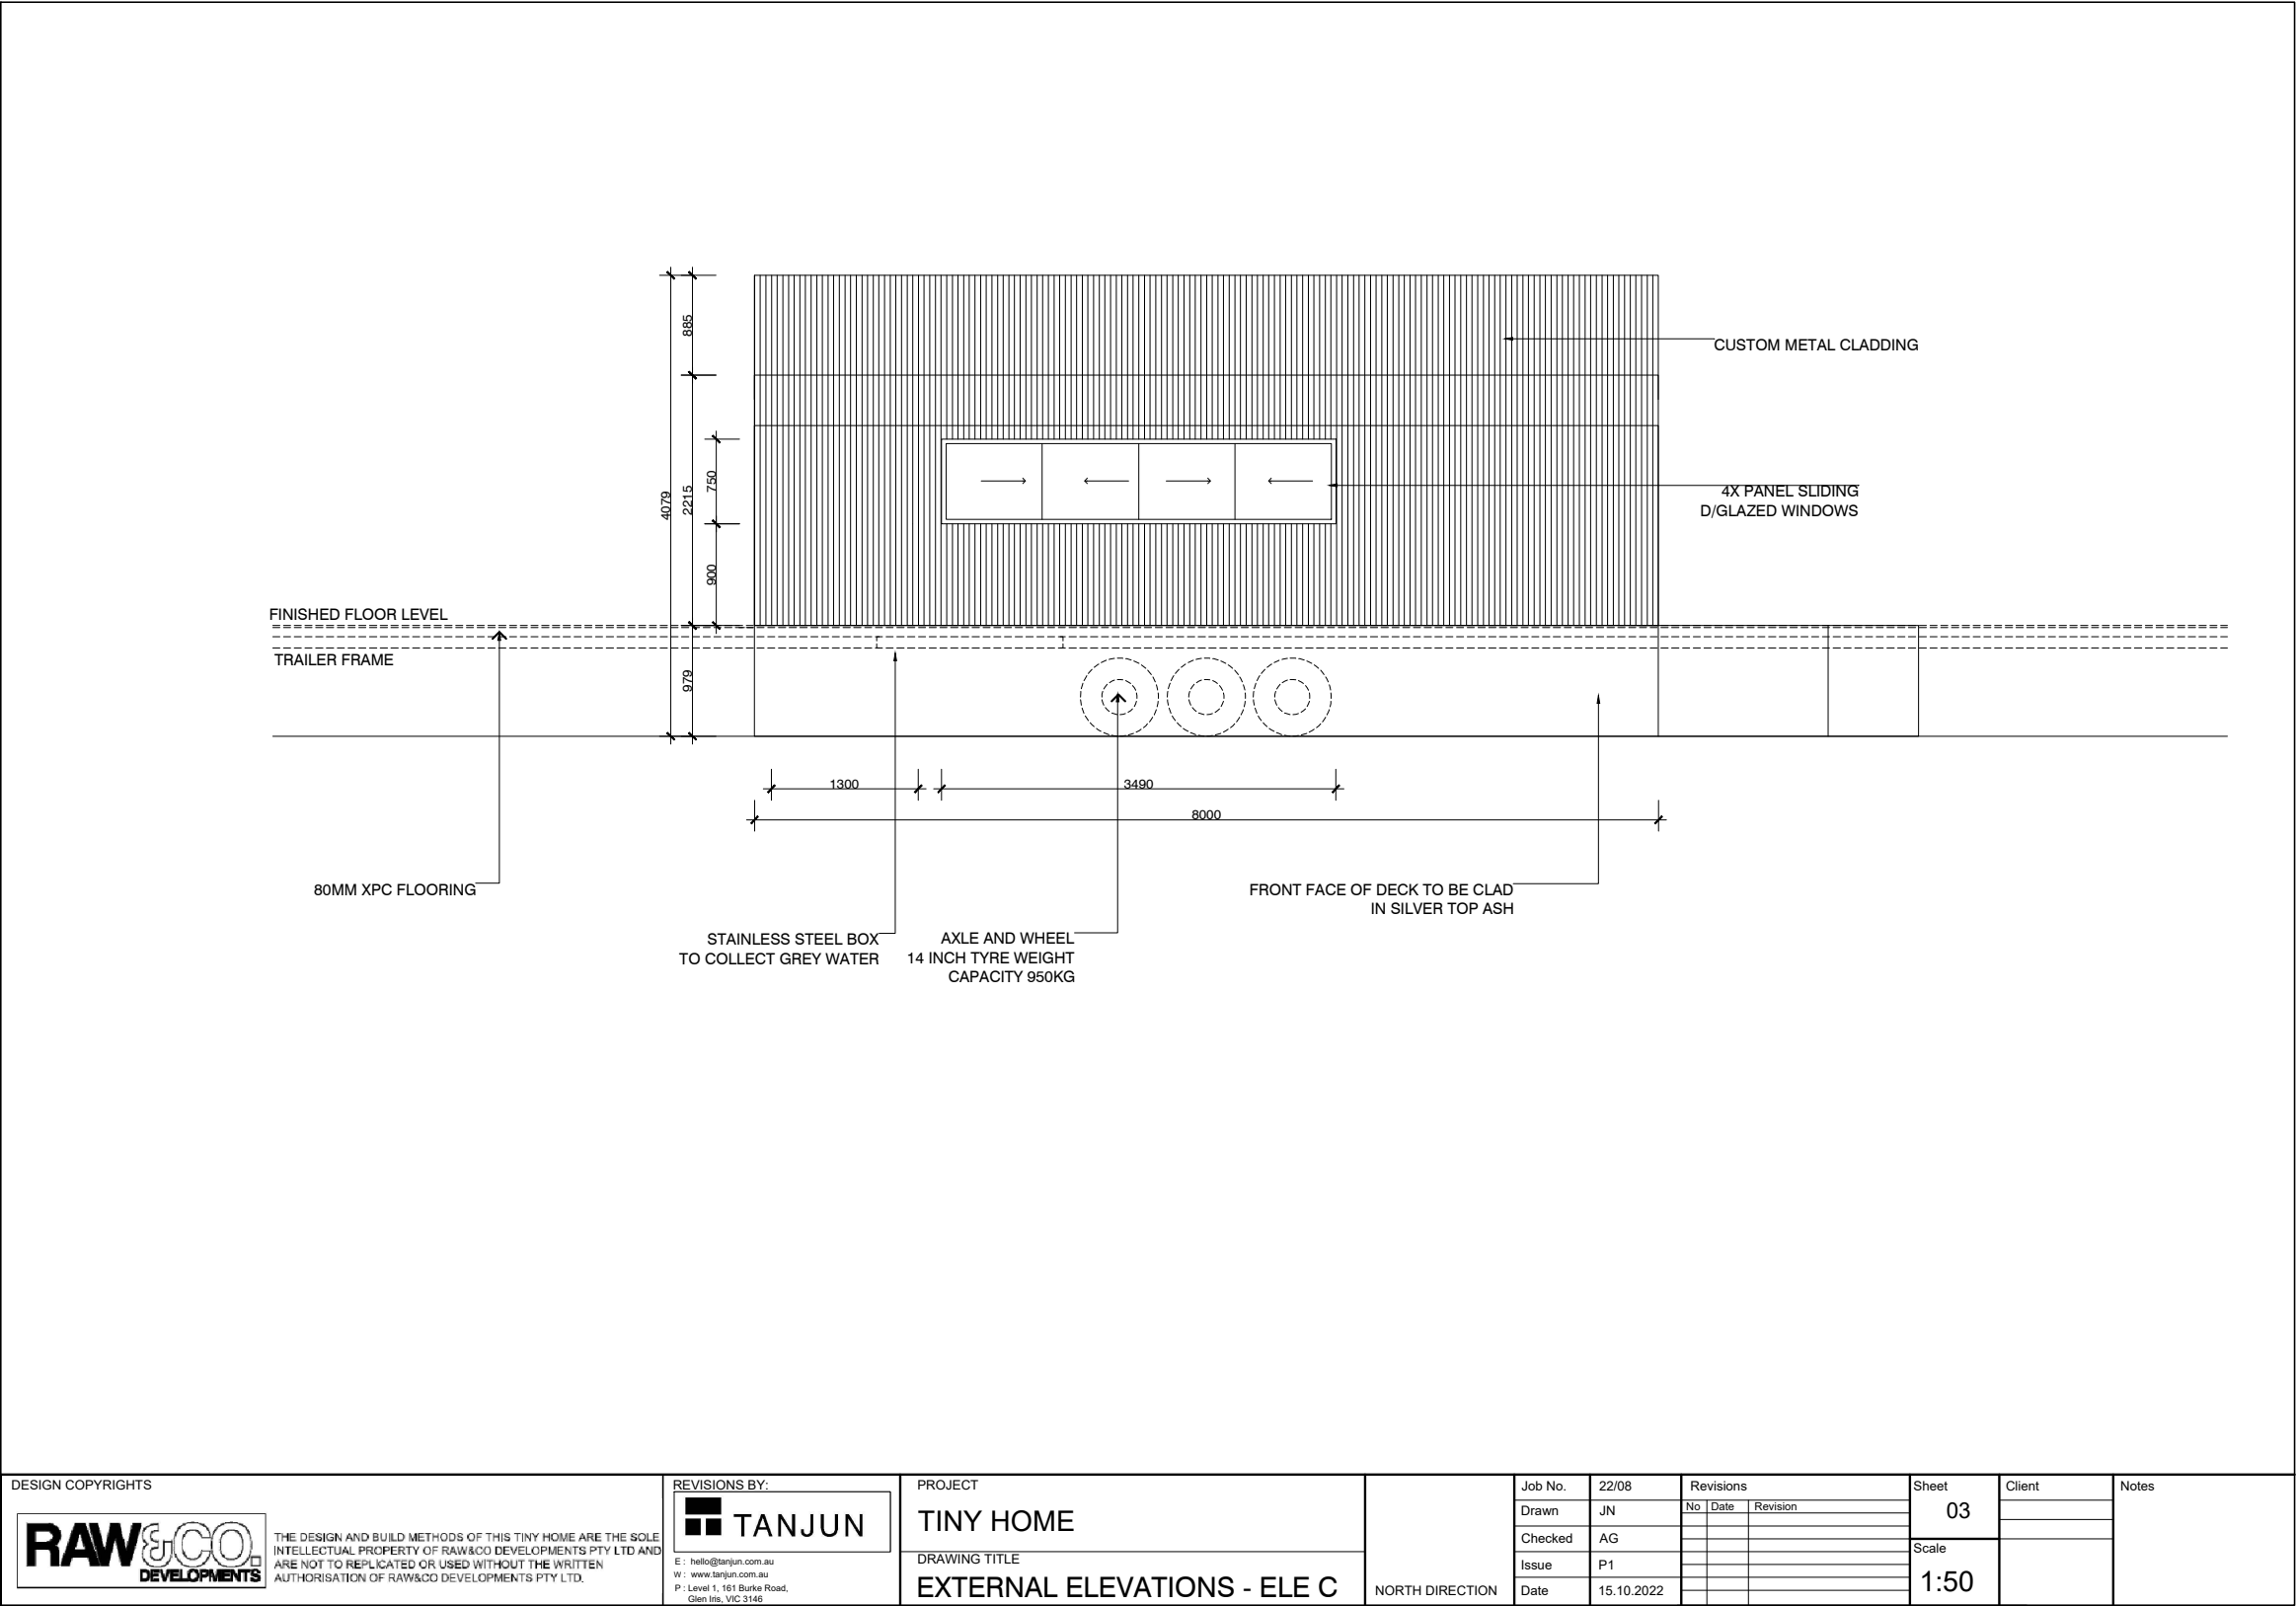 885
CUSTOM METAL CLADDING
750
2215
4079
4X PANEL SLIDING
D/GLAZED WINDOWS
900
FINISHED FLOOR LEVEL
TRAILER FRAME
979
1300
3490
8000
80MM XPC FLOORING
FRONT FACE OF DECK TO BE CLAD
IN SILVER TOP ASH
STAINLESS STEEL BOX
TO COLLECT GREY WATER
AXLE AND WHEEL
14 INCH TYRE WEIGHT
CAPACITY 950KG
DESIGN COPYRIGHTS
RAW&CO.
DEVELOPMENTS
THE DESIGN AND BUILD METHODS OF THIS TINY HOME ARE THE SOLE
INTELLECTUAL PROPERTY OF RAW&CO DEVELOPMENTS PTY LTD AND
ARE NOT TO REPLICATED OR USED WITHOUT THE WRITTEN
AUTHORISATION OF RAW&CO DEVELOPMENTS PTY LTD.
REVISIONS BY:
TANJUN
E : hello@tanjun.com.au
W : www.tanjun.com.au
P : Level 1, 161 Burke Road,
Glen Iris, VIC 3146
PROJECT
TINY HOME
DRAWING TITLE
EXTERNAL ELEVATIONS - ELE C
NORTH DIRECTION
Job No. 22/08
Drawn JN
Checked AG
Issue P1
Date 15.10.2022
Revisions
No Date Revision
Sheet
03
Scale
1:50
Client
Notes